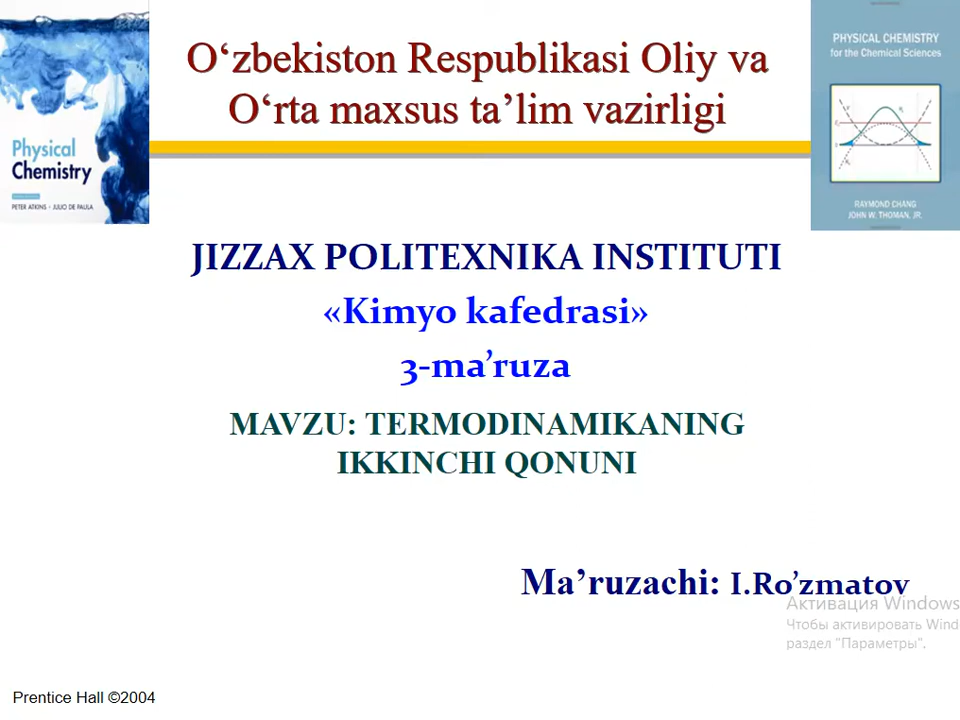 O‘zbekiston Respublikasi Oliy va
O‘rta maxsus ta’lim vazirligi
Physical
Chemistry
PETER ATKINS • JULIO DE PAULA
PHYSICAL CHEMISTRY
for the Chemical Sciences
RAYMOND CHANG
JOHN W. THOMAN, JR.
JIZZAX POLITEXNIKA INSTITUTI
«Kimyo kafedrasi»
3-ma’ruza
MAVZU: TERMODINAMIKANING
IKKINCHI QONUNI
Ma’ruzachi: I.Ro’zmatov
Активация Windows
Чтобы активировать Wind
раздел "Параметры".
Prentice Hall ©2004